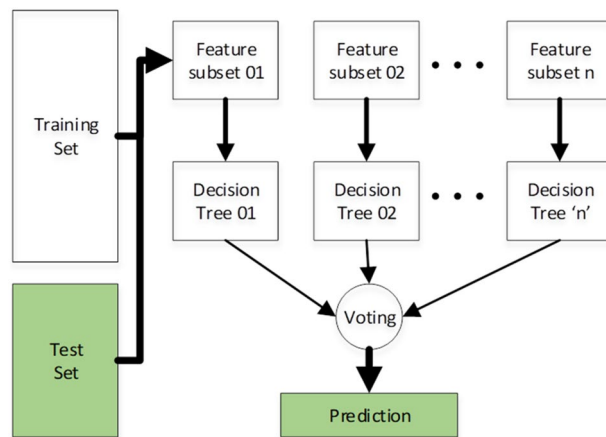 Training
Set
Test
Set
Feature
subset 01
Feature
subset 02
Feature
subset n
Decision
Tree 01
Decision
Tree 02
Decision
Tree ‘n’
Voting
Prediction